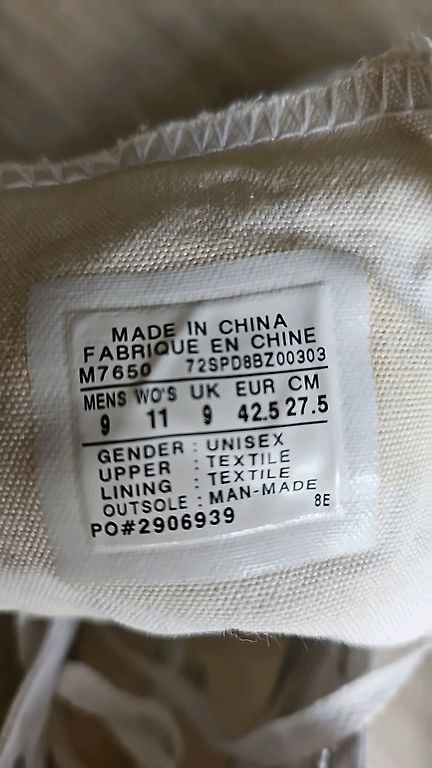 MADE IN CHINA
FABRIQUE EN CHINE
M7650 72SPD8BZ00303
MENS WO'S UK EUR CM
9 11 9 42.5 27.5
GENDER : UNISEX
UPPER : TEXTILE
LINING : TEXTILE
OUTSOLE : MAN-MADE
8E
PO#2906939